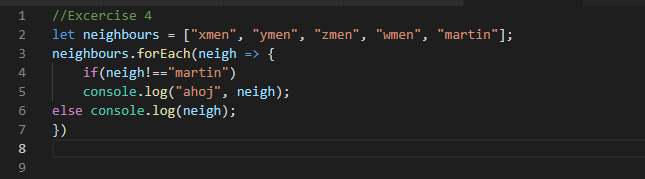 1 //Excercise 4
2 let neighbours = ["xmen", "ymen", "zmen", "wmen", "martin"];
3 neighbours.forEach(neigh => {
4     if(neigh!=="martin")
5     console.log("ahoj", neigh);
6 else console.log(neigh);
7 })
8
9